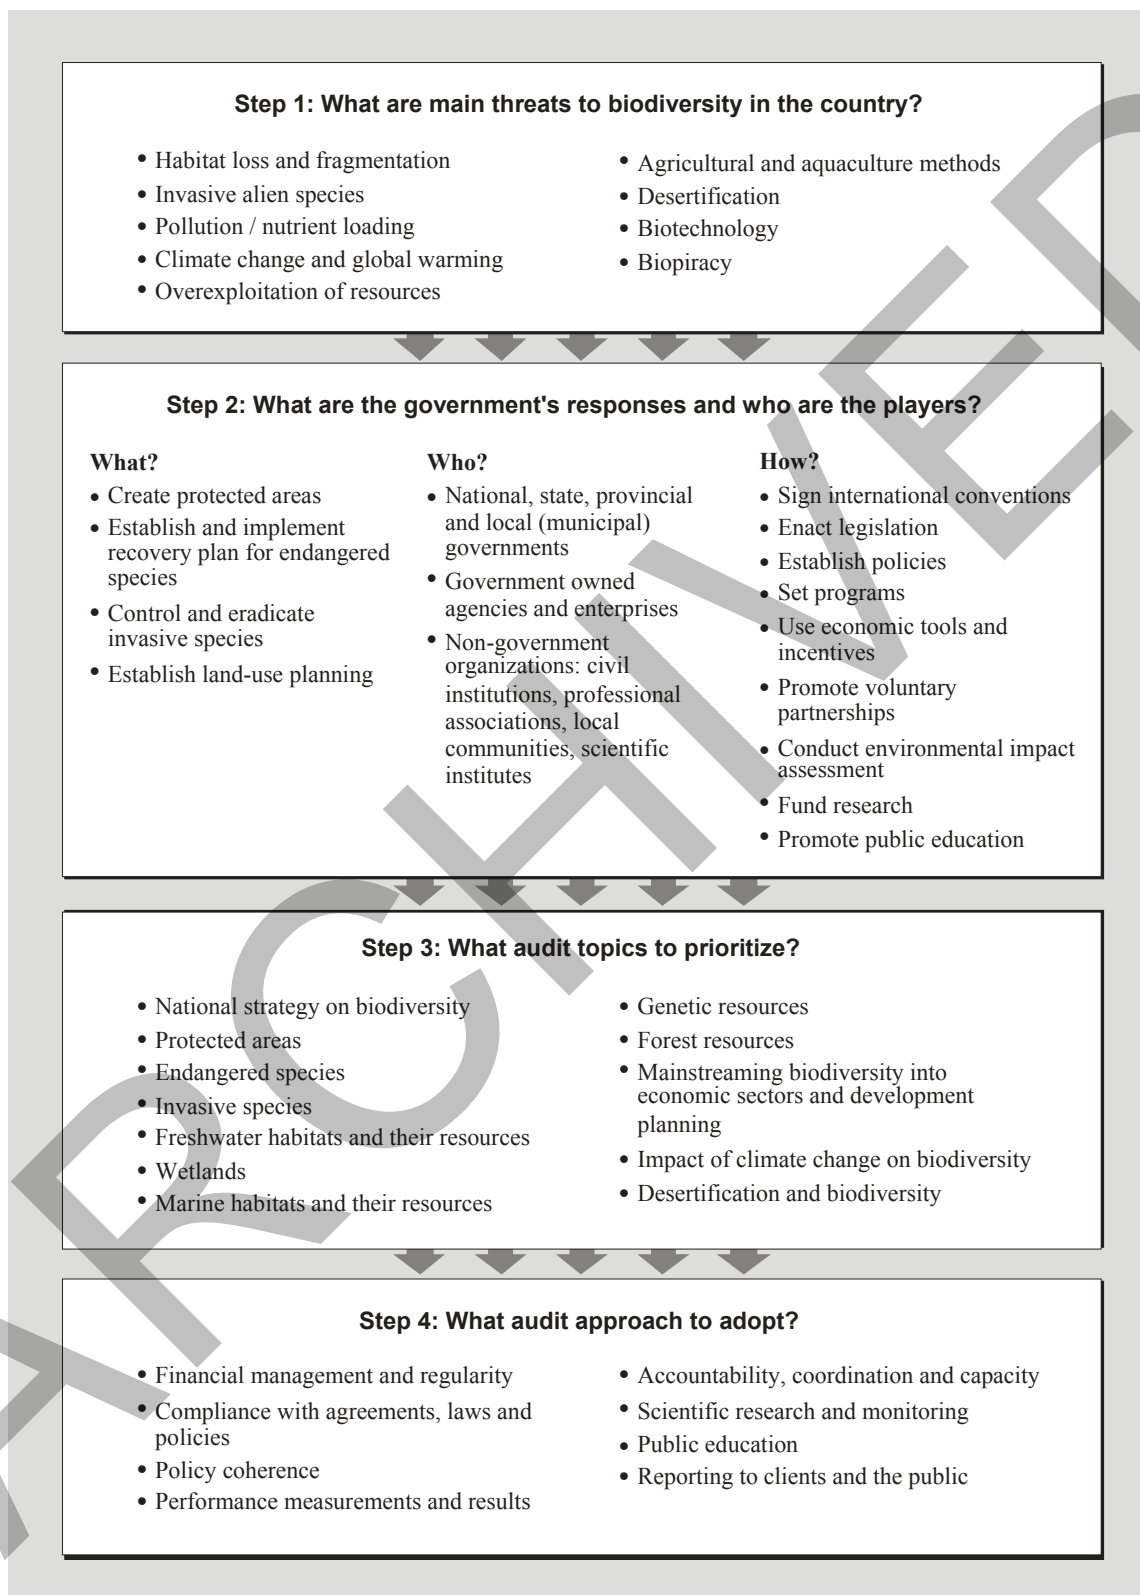 Step 1: What are main threats to biodiversity in the country?
• Habitat loss and fragmentation
• Invasive alien species
• Pollution / nutrient loading
• Climate change and global warming
• Overexploitation of resources
• Agricultural and aquaculture methods
• Desertification
• Biotechnology
• Biopiracy
Step 2: What are the government's responses and who are the players?
What?
• Create protected areas
• Establish and implement
recovery plan for endangered
species
• Control and eradicate
invasive species
• Establish land-use planning
Who?
• National, state, provincial
and local (municipal)
governments
• Government owned
agencies and enterprises
• Non-government
organizations: civil
institutions, professional
associations, local
communities, scientific
institutes
How?
• Sign international conventions
• Enact legislation
• Establish policies
• Set programs
• Use economic tools and
incentives
• Promote voluntary
partnerships
• Conduct environmental impact
assessment
• Fund research
• Promote public education
Step 3: What audit topics to prioritize?
• National strategy on biodiversity
• Protected areas
• Endangered species
• Invasive species
• Freshwater habitats and their resources
• Wetlands
• Marine habitats and their resources
• Genetic resources
• Forest resources
• Mainstreaming biodiversity into
economic sectors and development
planning
• Impact of climate change on biodiversity
• Desertification and biodiversity
Step 4: What audit approach to adopt?
• Financial management and regularity
• Compliance with agreements, laws and
policies
• Policy coherence
• Performance measurements and results
• Accountability, coordination and capacity
• Scientific research and monitoring
• Public education
• Reporting to clients and the public
ARCHIVED